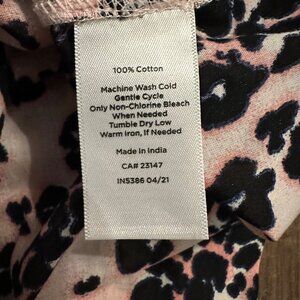 100% Cotton
Machine Wash Cold
Gentle Cycle
Only Non-Chlorine Bleach
When Needed
Tumble Dry Low
Warm iron, If Needed
Made in India
CA# 23147
IN5386 04/21